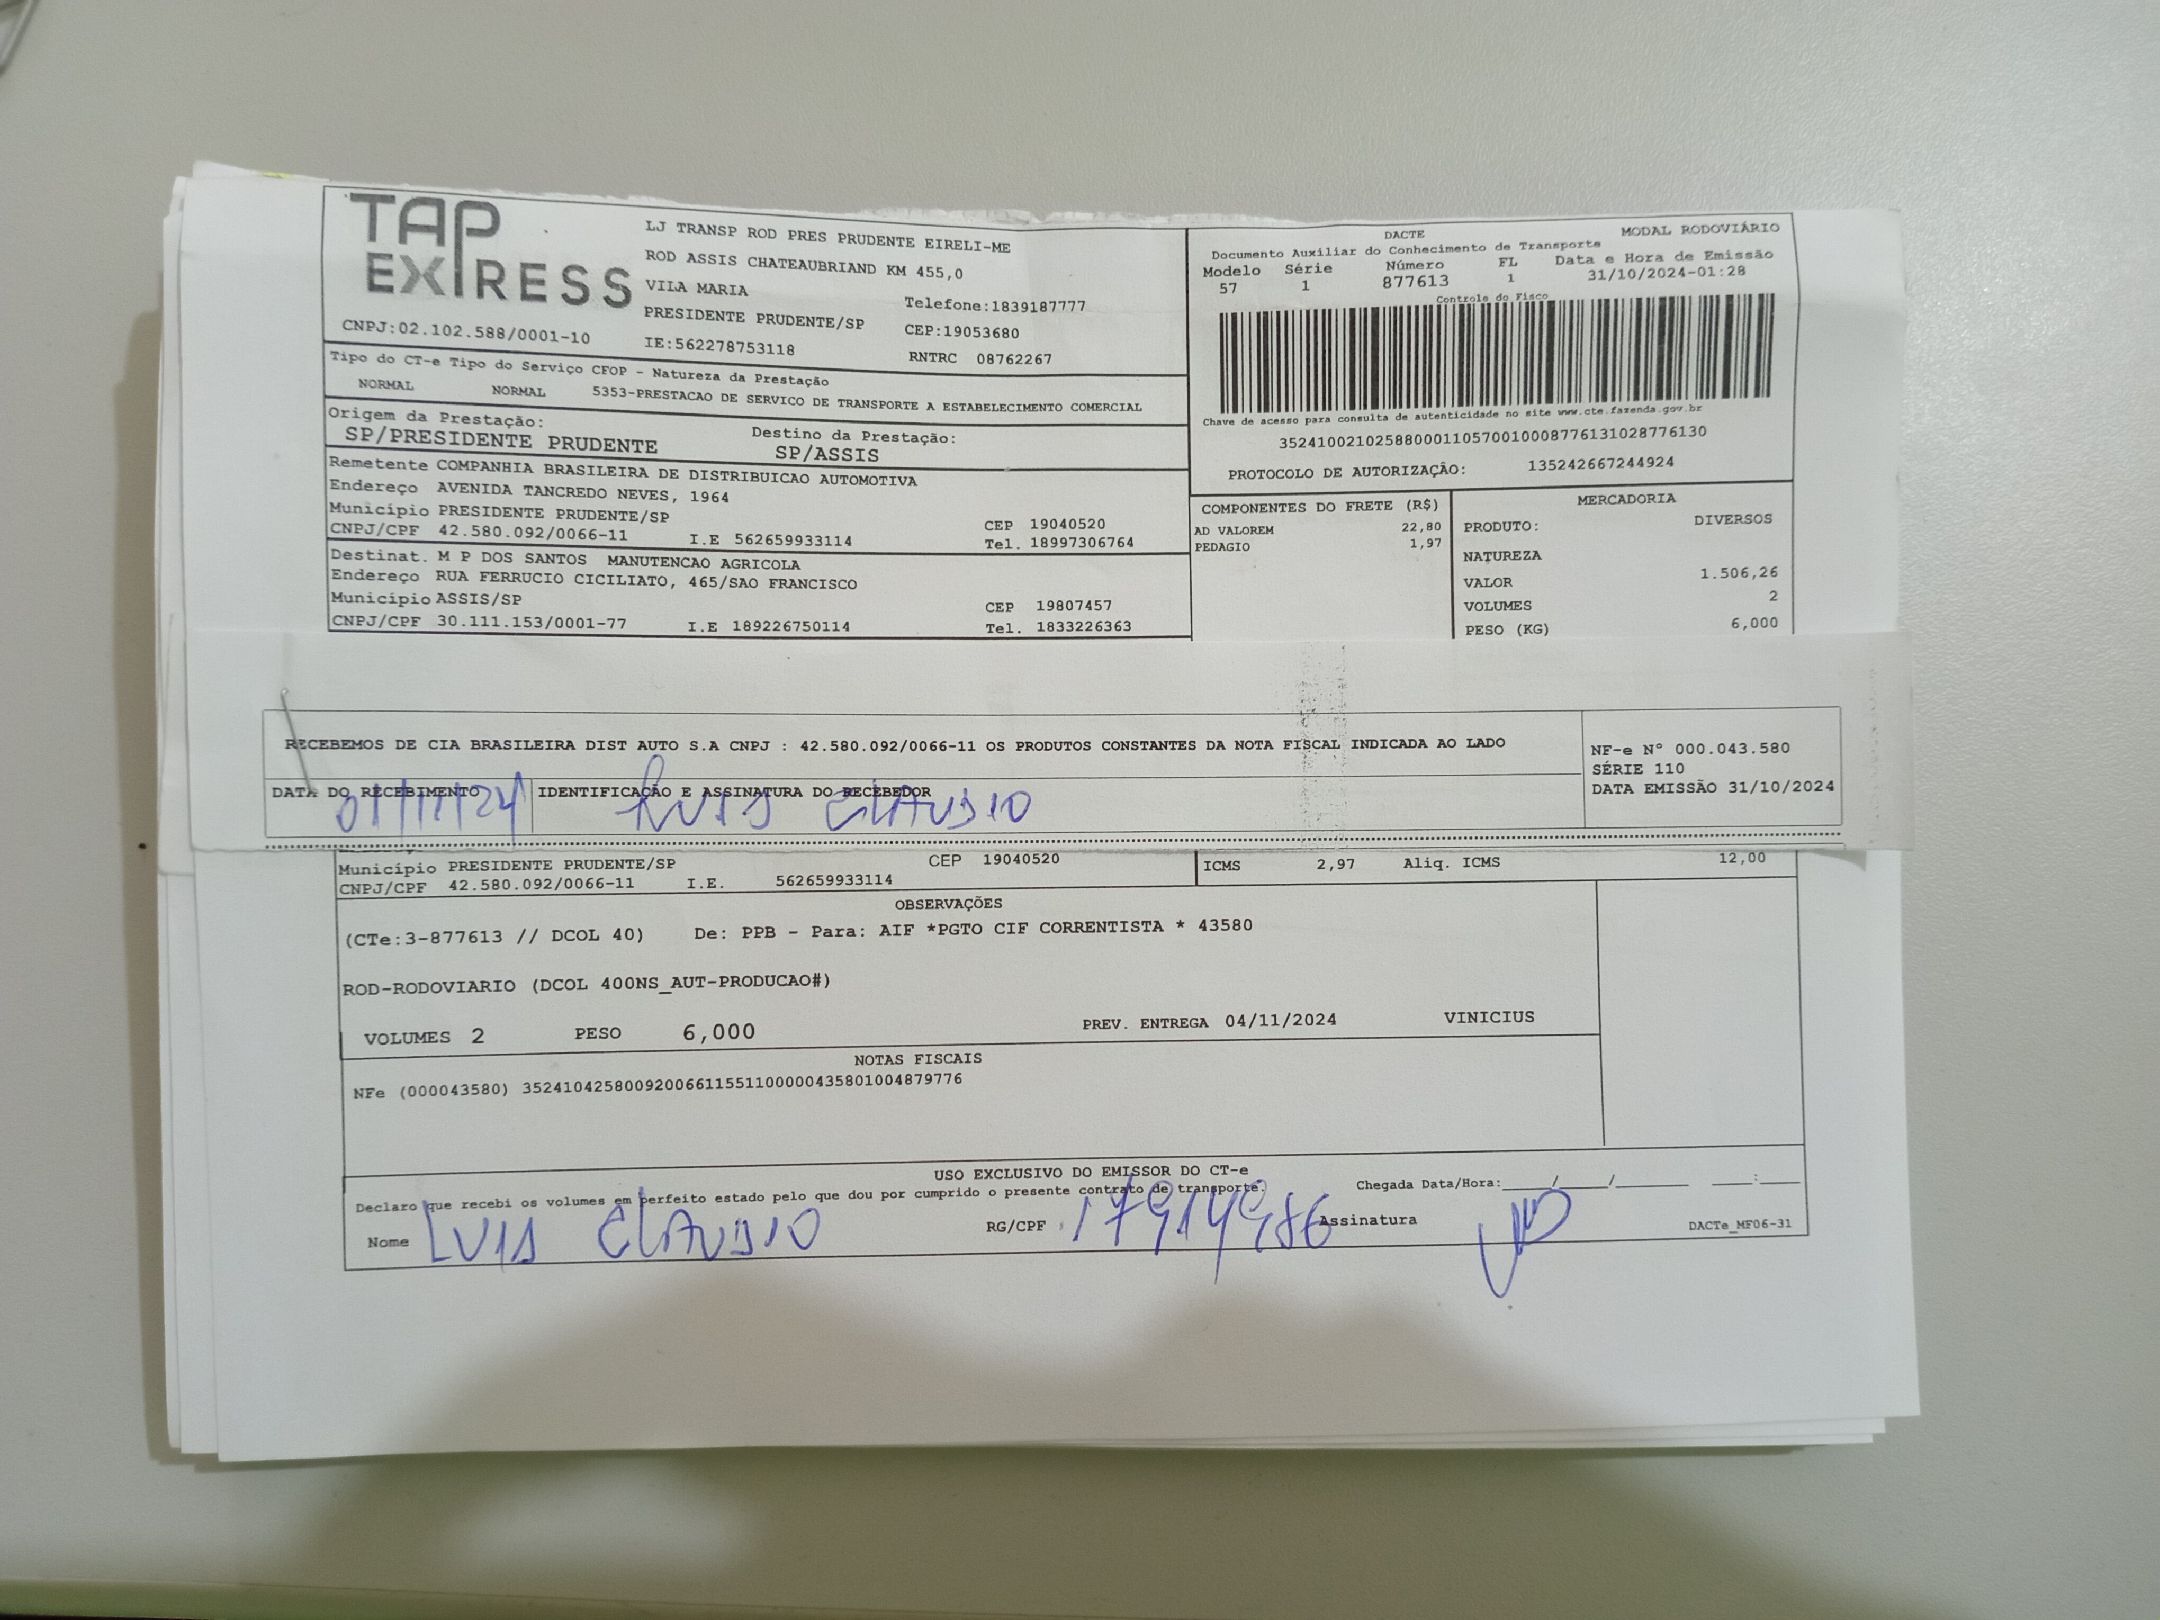 TAP
EXPRESS
LJ TRANSP ROD PRES PRUDENTE EIRELI-ME
ROD ASSIS CHATEAUBRIAND KM 455,0
VILA MARIA
Telefone:1839187777
PRESIDENTE PRUDENTE/SP
CEP:19053680
CNPJ:02.102.588/0001-10
IE:562278753118
RNTRC 08762267
DACTE
MODAL RODOVIÁRIO
Documento Auxiliar do Conhecimento de Transporte
Modelo Série Número FL Data e Hora de Emissão
57 1 877613 1 31/10/2024-01:28
Controle do Fisco
Chave de acesso para consulta de autenticidade no site www.cte.fazenda.gov.br
35241002102588000110570010008776131028776130
PROTOCOLO DE AUTORIZAÇÃO: 135242667244924
Tipo do CT-e Tipo do Serviço CFOP - Natureza da Prestação
NORMAL NORMAL 5353-PRESTACAO DE SERVICO DE TRANSPORTE A ESTABELECIMENTO COMERCIAL
Origem da Prestação: Destino da Prestação:
SP/PRESIDENTE PRUDENTE SP/ASSIS
Remetente COMPANHIA BRASILEIRA DE DISTRIBUICAO AUTOMOTIVA
Endereço AVENIDA TANCREDO NEVES, 1964
Município PRESIDENTE PRUDENTE/SP CEP 19040520
CNPJ/CPF 42.580.092/0066-11 I.E 562659933114 Tel. 18997306764
Destinat. M P DOS SANTOS MANUTENCAO AGRICOLA
Endereço RUA FERRUCIO CICILIATO, 465/SAO FRANCISCO
Município ASSIS/SP CEP 19807457
CNPJ/CPF 30.111.153/0001-77 I.E 189226750114 Tel. 1833226363
COMPONENTES DO FRETE (R$)
AD VALOREM 22,80
PEDAGIO 1,97
MERCADORIA
PRODUTO: DIVERSOS
NATUREZA
VALOR 1.506,26
VOLUMES 2
PESO (KG) 6,000
RECEBEMOS DE CIA BRASILEIRA DIST AUTO S.A CNPJ : 42.580.092/0066-11 OS PRODUTOS CONSTANTES DA NOTA FISCAL INDICADA AO LADO
NF-e Nº 000.043.580
SÉRIE 110
DATA EMISSÃO 31/10/2024
DATA DO RECEBIMENTO IDENTIFICAÇÃO E ASSINATURA DO RECEBEDOR
01/11/24 LUIS CLAUDIO
Município PRESIDENTE PRUDENTE/SP CEP 19040520
CNPJ/CPF 42.580.092/0066-11 I.E. 562659933114
ICMS 2,97 Aliq. ICMS 12,00
OBSERVAÇÕES
(CTe:3-877613 // DCOL 40) De: PPB - Para: AIF *PGTO CIF CORRENTISTA * 43580
ROD-RODOVIARIO (DCOL 400NS_AUT-PRODUCAO#)
VOLUMES 2 PESO 6,000 PREV. ENTREGA 04/11/2024 VINICIUS
NOTAS FISCAIS
NFe (000043580) 35241042580092006611551100000435801004879776
USO EXCLUSIVO DO EMISSOR DO CT-e
Declaro que recebi os volumes em perfeito estado pelo que dou por cumprido o presente contrato de transporte.
Chegada Data/Hora:____/____/______ ___:___
Nome LUIS CLAUDIO RG/CPF 17914986 Assinatura
DACTe_MF06-31